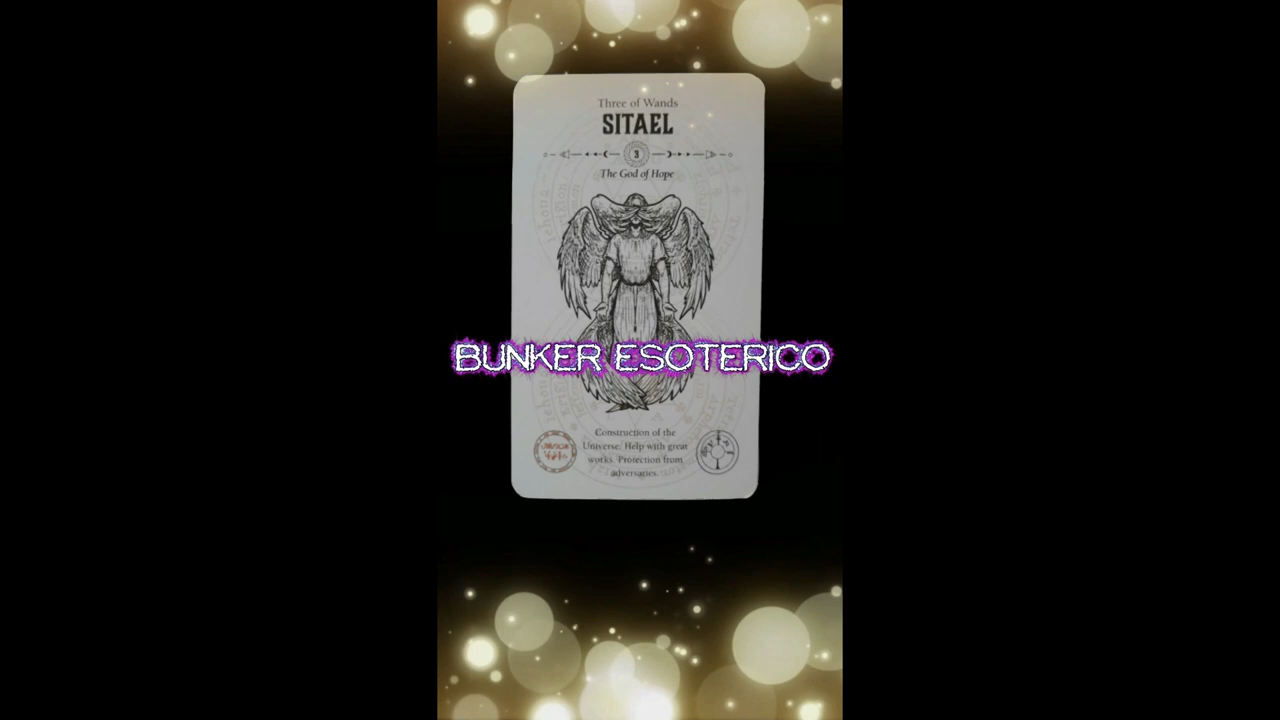 Three of Wands
SITAEL
3
The God of Hope
BUNKER ESOTERICO
Construction of the
Universe. Help with great
works. Protection from
adversaries.